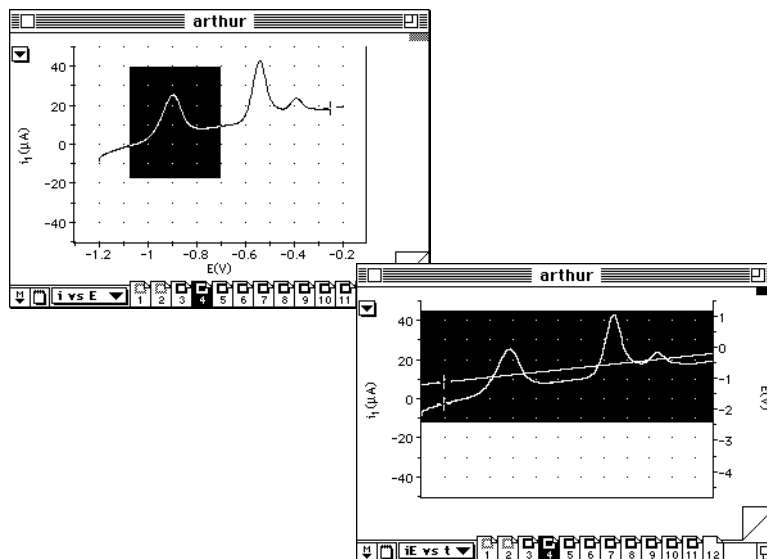 arthur
40
20
0
-20
-40
i₁(µA)
-1.2 -1 -0.8 -0.6 -0.4 -0.2
E(V)
M i vs E 1 2 3 4 5 6 7 8 9 10 11
arthur
40
20
0
-20
-40
i₁(µA)
1
0
-1
-2
-3
-4
E(V)
M iE vs t 1 2 3 4 5 6 7 8 9 10 11 12